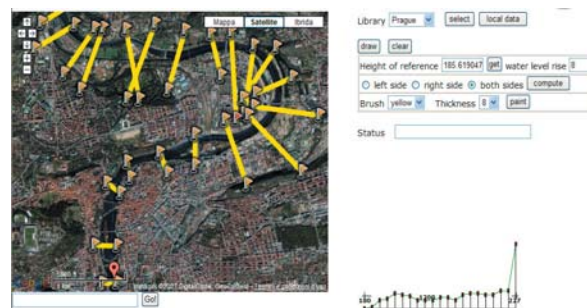 Mappa Satellite Ibrida
Library Prague select local data
draw clear
Height of reference 185.619047 get water level rise 8
left side right side both sides compute
Brush yellow Thickness 8 paint
Status
Go!